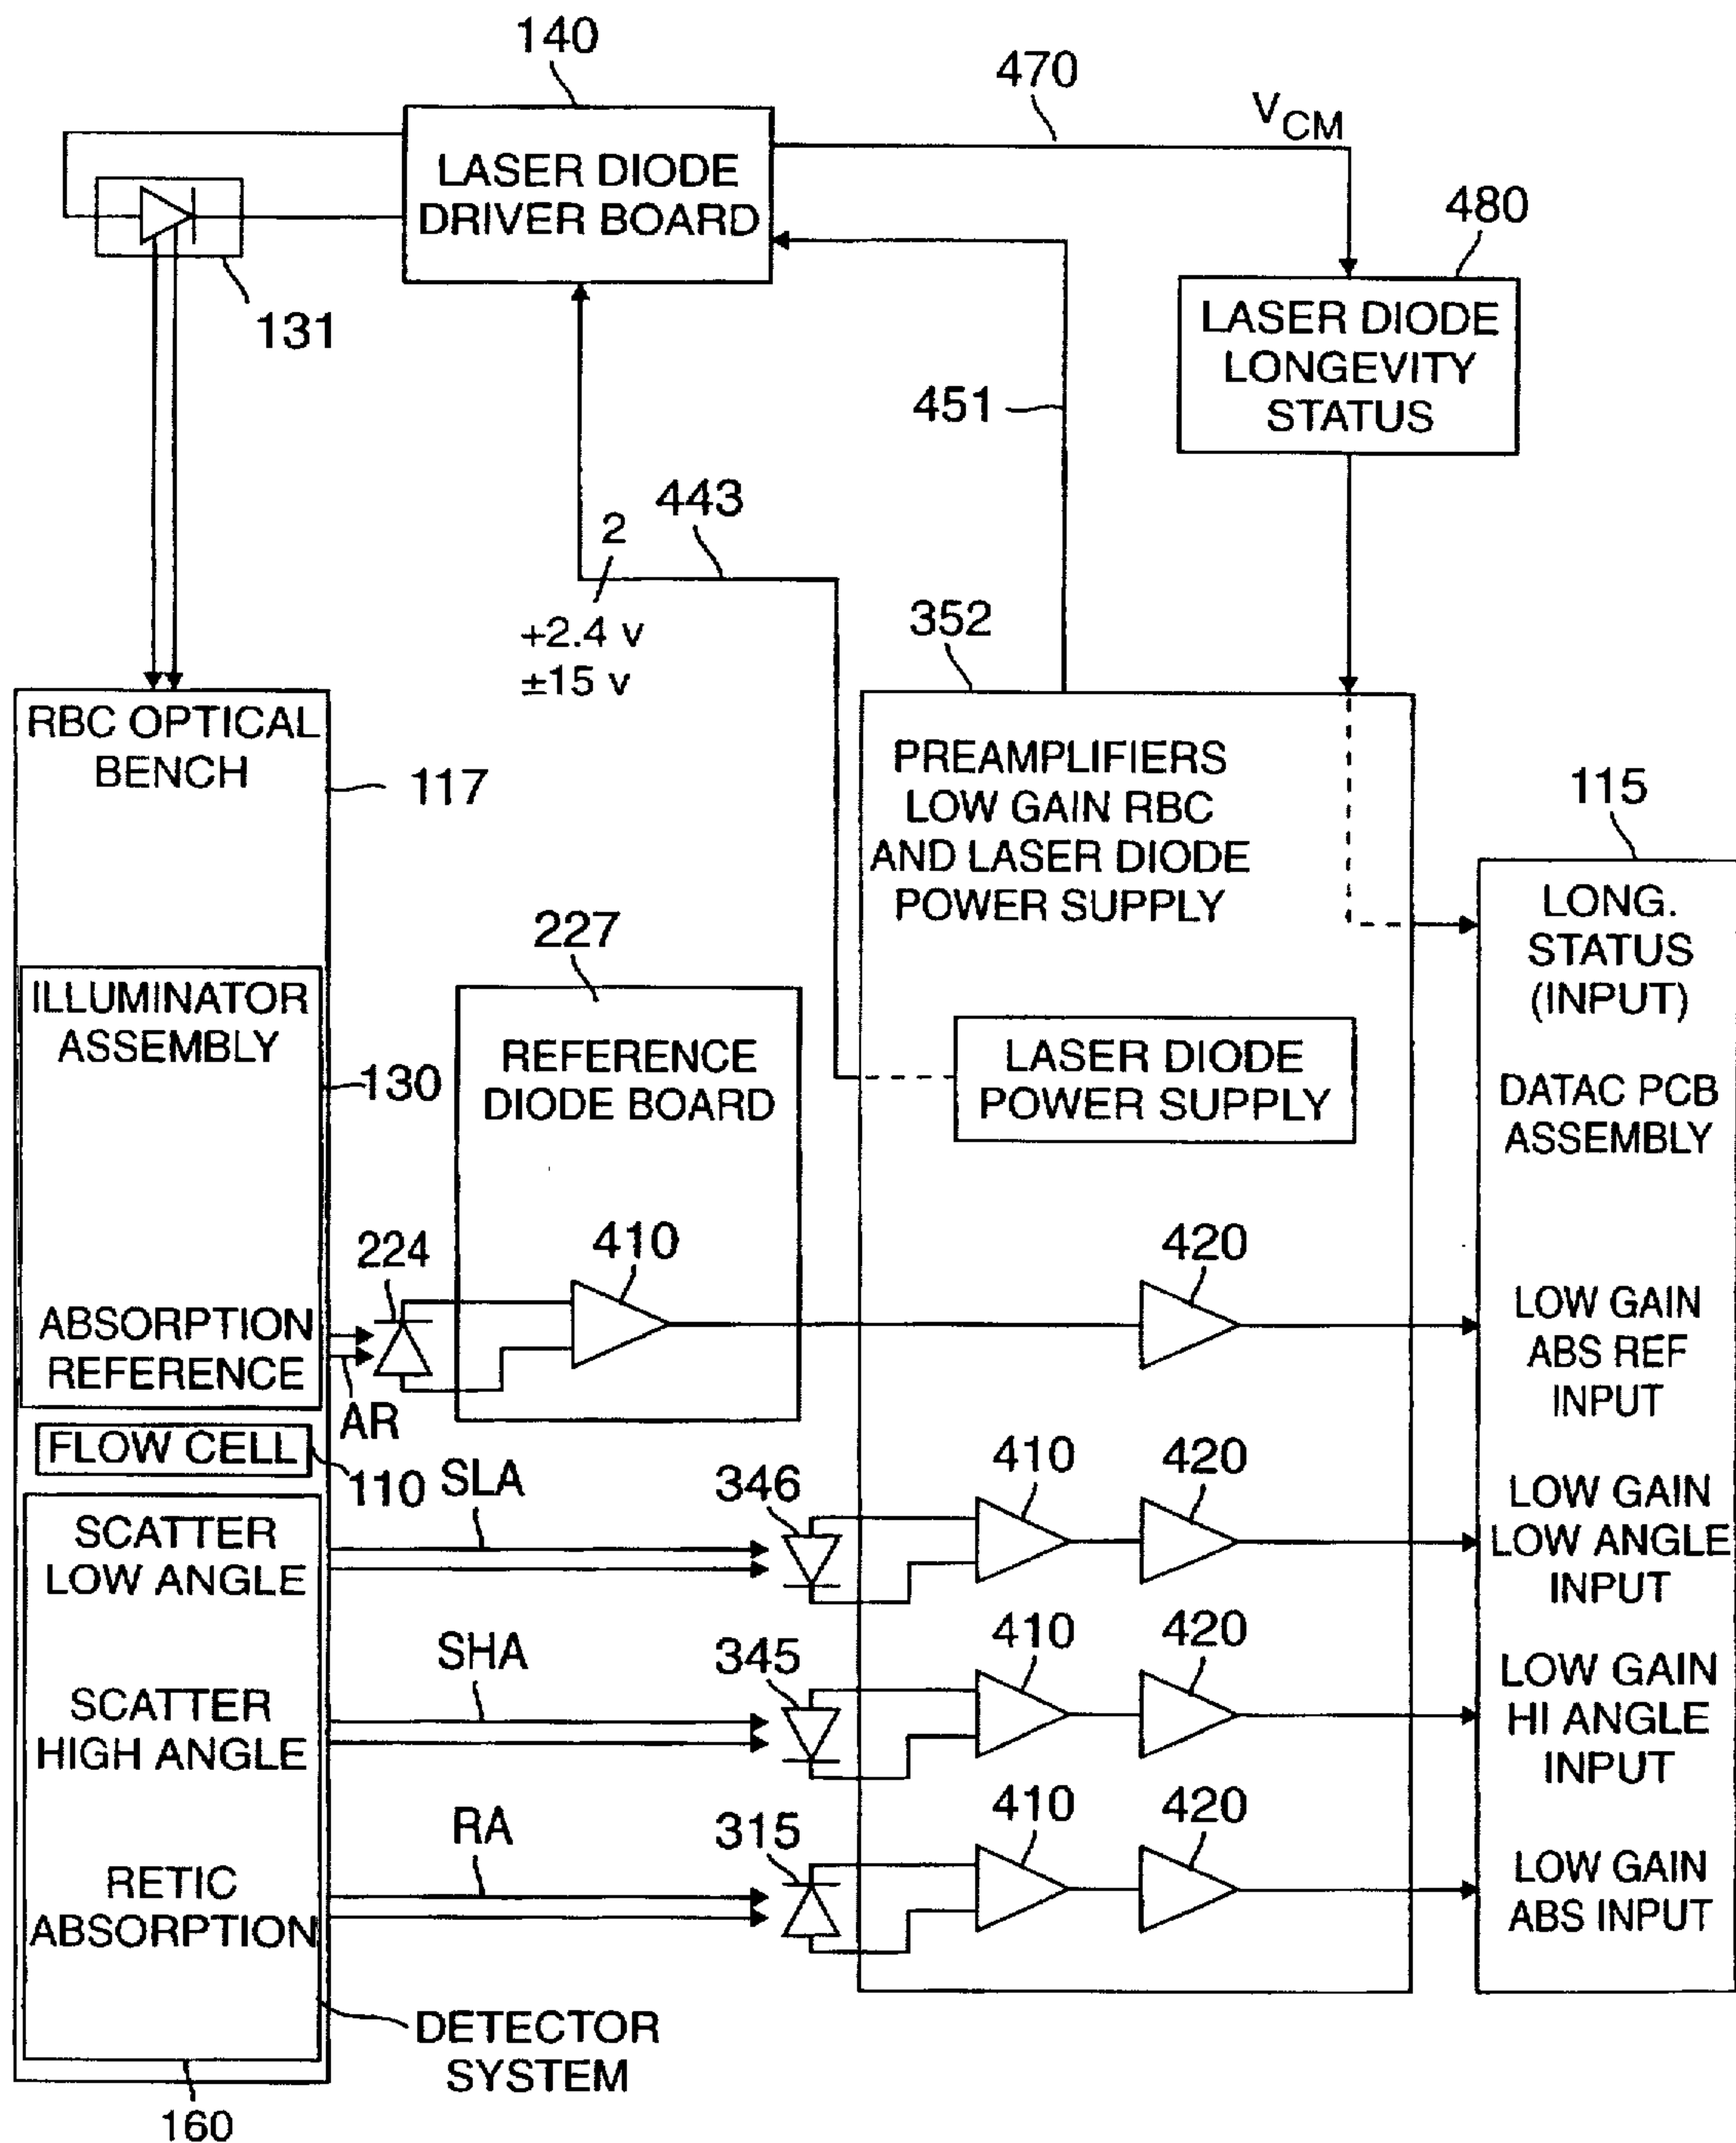 140
470
V_CM
LASER DIODE
DRIVER BOARD
480
131
LASER DIODE
LONGEVITY
STATUS
451
443
2
+2.4 v
±15 v
352
RBC OPTICAL
BENCH
117
PREAMPLIFIERS
LOW GAIN RBC
AND LASER DIODE
POWER SUPPLY
115
LONG.
STATUS
(INPUT)
227
ILLUMINATOR
ASSEMBLY
130
REFERENCE
DIODE BOARD
LASER DIODE
POWER SUPPLY
DATAC PCB
ASSEMBLY
224
410
420
ABSORPTION
REFERENCE
AR
LOW GAIN
ABS REF
INPUT
FLOW CELL
110
SLA
346
410
420
SCATTER
LOW ANGLE
LOW GAIN
LOW ANGLE
INPUT
SHA
345
410
420
SCATTER
HIGH ANGLE
LOW GAIN
HI ANGLE
INPUT
RA
315
410
420
RETIC
ABSORPTION
LOW GAIN
ABS INPUT
DETECTOR
SYSTEM
160